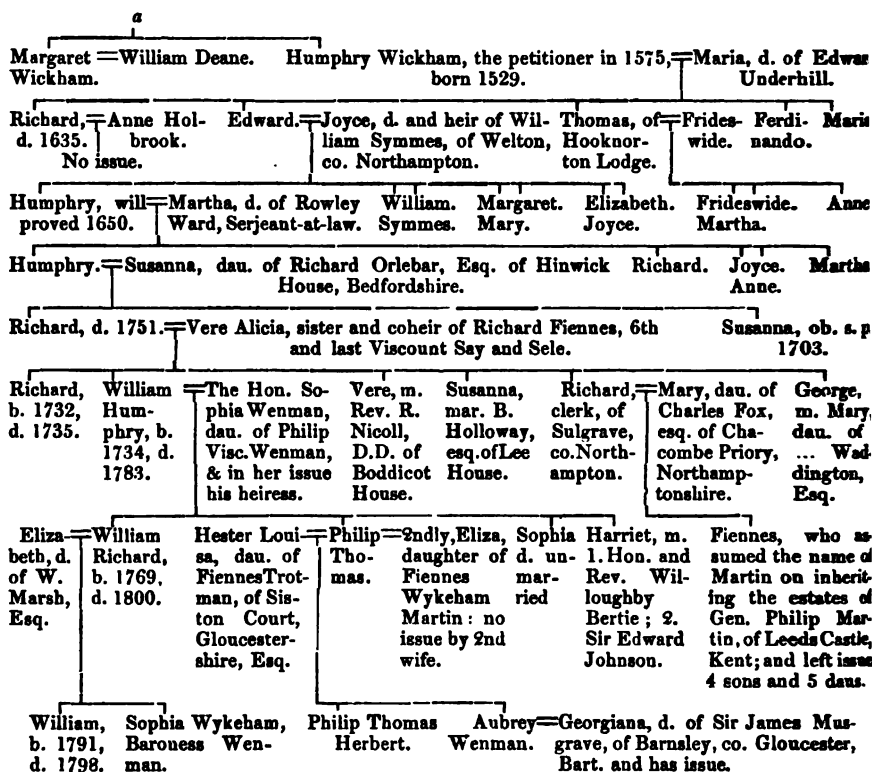 a
Margaret
Wickham.
William Deane.
Humphry Wickham, the petitioner in 1575,
born 1529.
Maria, d. of Edwar
Underhill.
Richard,
d. 1635.
Anne Hol-
brook.
No issue.
Edward.
Joyce, d. and heir of Wil-
liam Symmes, of Welton,
co. Northampton.
Thomas, of
Hooknor-
ton Lodge.
Frides-
wide.
Ferdi-
nando.
Maria
Humphry, will
proved 1650.
Martha, d. of Rowley
Ward, Serjeant-at-law.
William.
Symmes.
Margaret.
Mary.
Elizabeth.
Joyce.
Frideswide.
Martha.
Anne
Humphry.
Susanna, dau. of Richard Orlebar, Esq. of Hinwick
House, Bedfordshire.
Richard.
Joyce.
Anne.
Martha
Richard, d. 1751.
Vere Alicia, sister and coheir of Richard Fiennes, 6th
and last Viscount Say and Sele.
Susanna, ob. s. p
1703.
Richard,
b. 1732,
d. 1735.
William
Hum-
phry, b.
1734, d.
1783.
The Hon. So-
phia Wenman,
dau. of Philip
Visc. Wenman,
& in her issue
his heiress.
Vere, m.
Rev. R.
Nicoll,
D.D. of
Boddicot
House.
Susanna,
mar. B.
Holloway,
esq. of Lee
House.
Richard,
clerk, of
Sulgrave,
co. North-
ampton.
Mary, dau. of
Charles Fox,
esq. of Cha-
combe Priory,
Northamp-
tonshire.
George,
m. Mary,
dau. of
... Wad-
dington,
Esq.
Eliza-
beth, d.
of W.
Marsh,
Esq.
William
Richard,
b. 1769,
d. 1800.
Hester Loui-
sa, dau. of
Fiennes Trot-
man, of Sis-
ton Court,
Gloucester-
shire, Esq.
Philip
Tho-
mas.
2ndly, Eliza,
daughter of
Fiennes
Wykeham
Martin: no
issue by 2nd
wife.
Sophia
d. un-
mar-
ried
Harriet, m.
1. Hon. and
Rev. Wil-
loughby
Bertie; 2.
Sir Edward
Johnson.
Fiennes, who as-
sumed the name of
Martin on inherit-
ing the estates of
Gen. Philip Mar-
tin, of Leeds Castle,
Kent; and left issue
4 sons and 5 daus.
William,
b. 1791,
d. 1798.
Sophia Wykeham,
Baroness Wen-
man.
Philip Thomas
Herbert.
Aubrey
Wenman.
Georgiana, d. of Sir James Mus-
grave, of Barnsley, co. Gloucester,
Bart. and has issue.